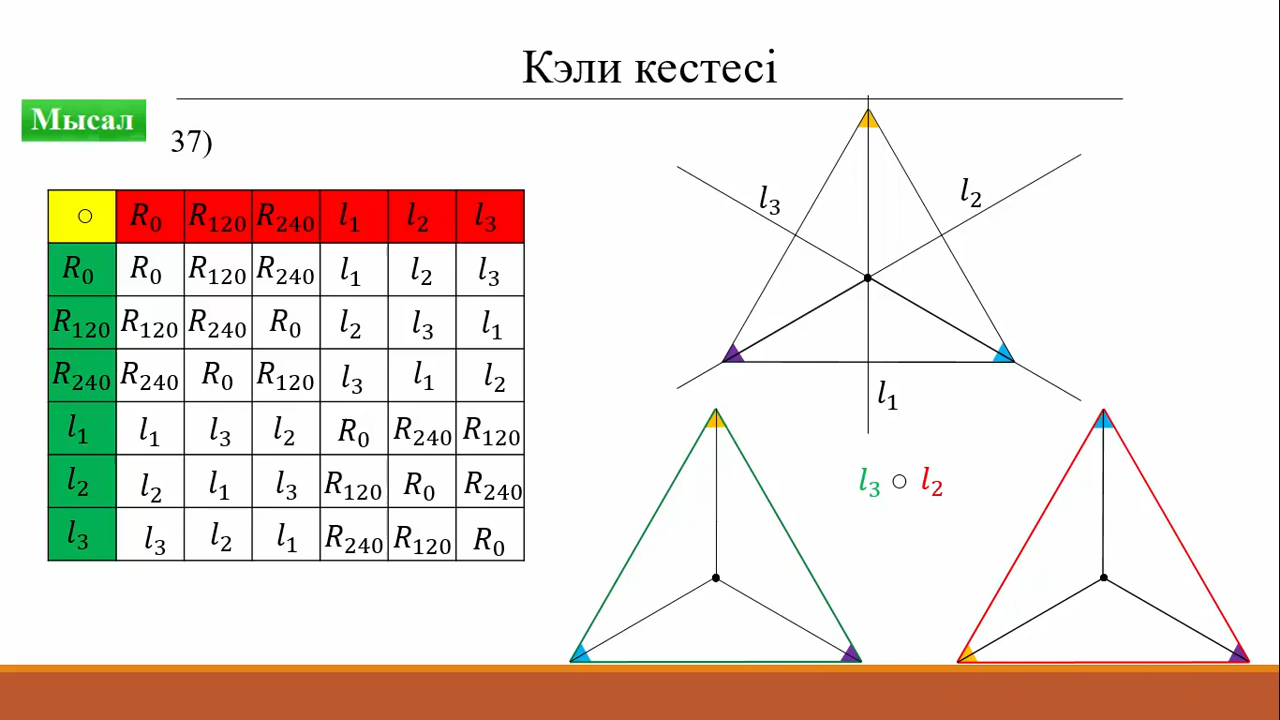 Кэли кестесі
Мысал
37)
○ R₀ R₁₂₀ R₂₄₀ l₁ l₂ l₃
R₀ R₀ R₁₂₀ R₂₄₀ l₁ l₂ l₃
R₁₂₀ R₁₂₀ R₂₄₀ R₀ l₂ l₃ l₁
R₂₄₀ R₂₄₀ R₀ R₁₂₀ l₃ l₁ l₂
l₁ l₁ l₃ l₂ R₀ R₂₄₀ R₁₂₀
l₂ l₂ l₁ l₃ R₁₂₀ R₀ R₂₄₀
l₃ l₃ l₂ l₁ R₂₄₀ R₁₂₀ R₀
l₃
l₂
l₁
l₃ ○ l₂